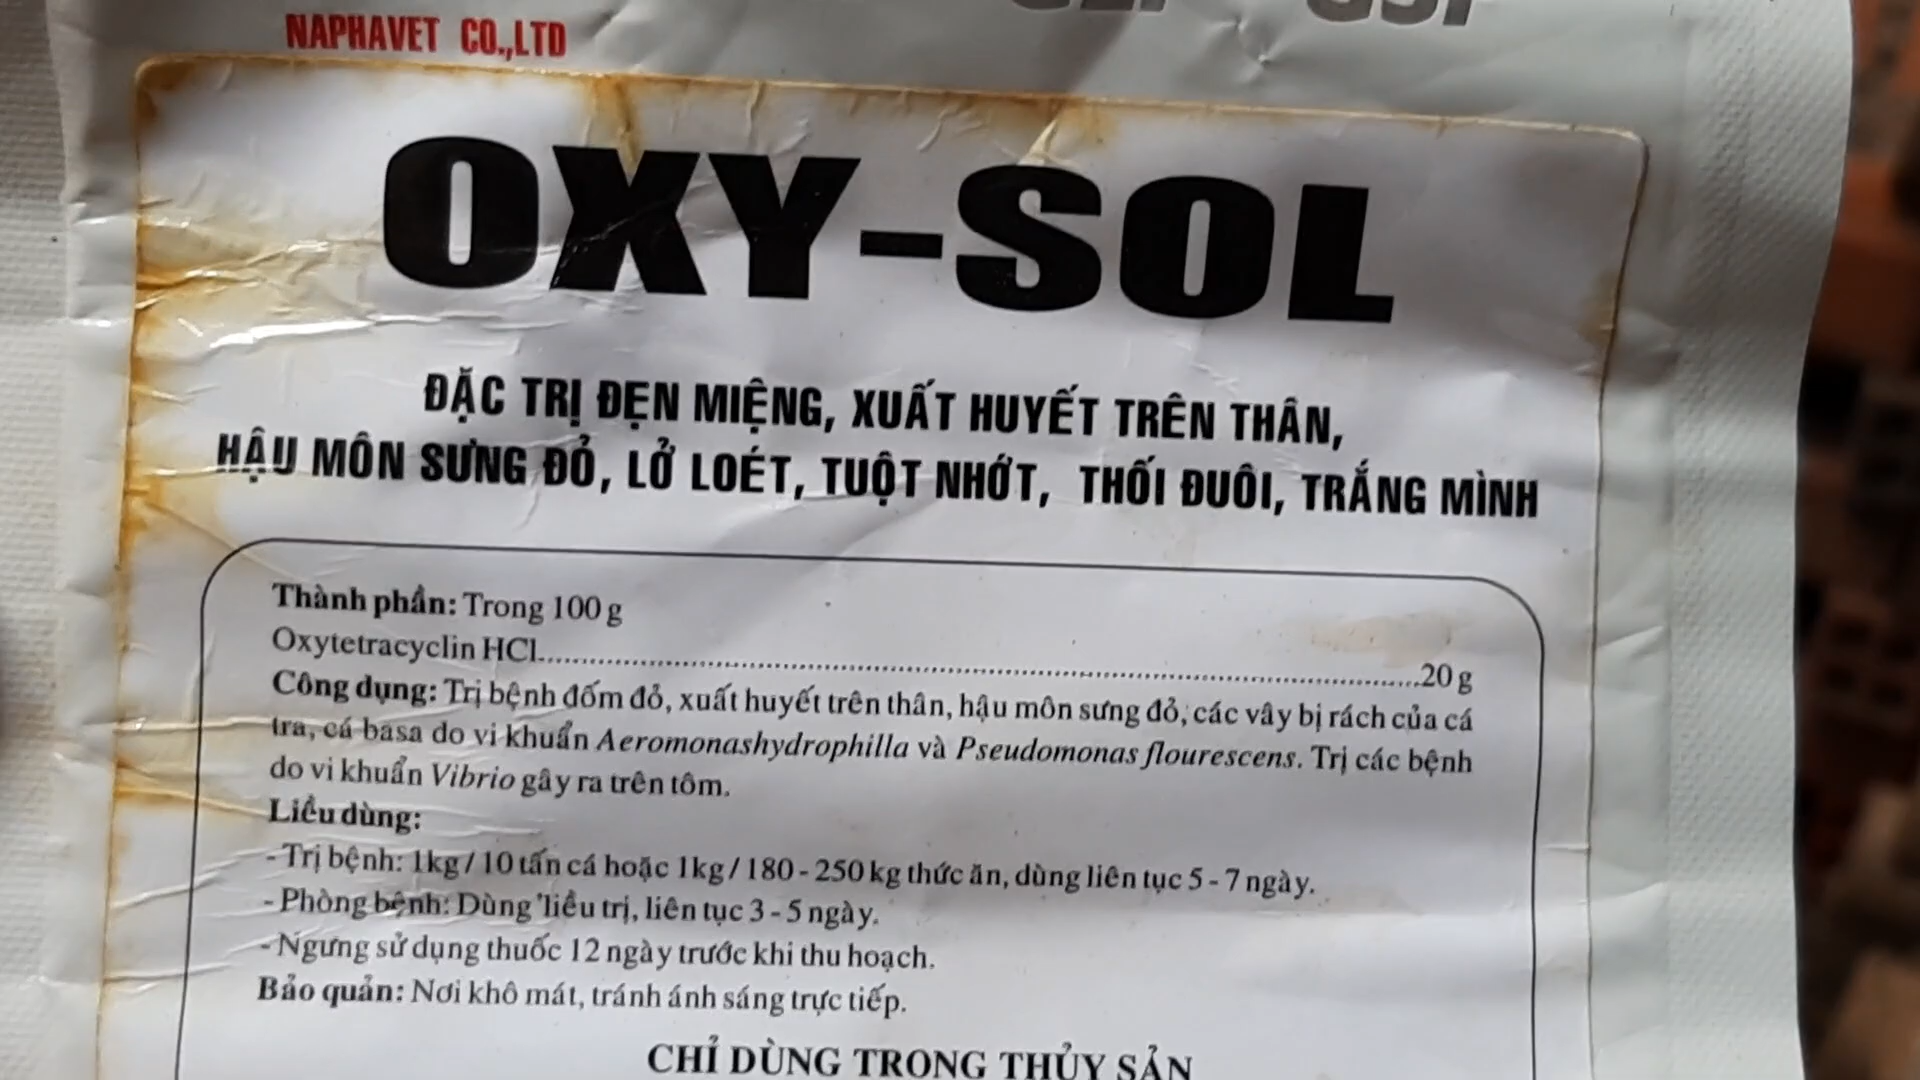 NAPHAVET CO.,LTD
OXY-SOL
ĐẶC TRỊ ĐẸN MIỆNG, XUẤT HUYẾT TRÊN THÂN,
HẬU MÔN SƯNG ĐỎ, LỞ LOÉT, TUỘT NHỚT, THỐI ĐUÔI, TRẮNG MÌNH
Thành phần: Trong 100 g
Oxytetracyclin HCl........................................20 g
Công dụng: Trị bệnh đốm đỏ, xuất huyết trên thân, hậu môn sưng đỏ, các vây bị rách của cá
tra, cá basa do vi khuẩn Aeromonashydrophilla và Pseudomonas flourescens. Trị các bệnh
do vi khuẩn Vibrio gây ra trên tôm.
Liều dùng:
- Trị bệnh: 1kg / 10 tấn cá hoặc 1kg / 180 - 250 kg thức ăn, dùng liên tục 5 - 7 ngày.
- Phòng bệnh: Dùng liều trị, liên tục 3 - 5 ngày.
- Ngưng sử dụng thuốc 12 ngày trước khi thu hoạch.
Bảo quản: Nơi khô mát, tránh ánh sáng trực tiếp.
CHỈ DÙNG TRONG THỦY SẢN